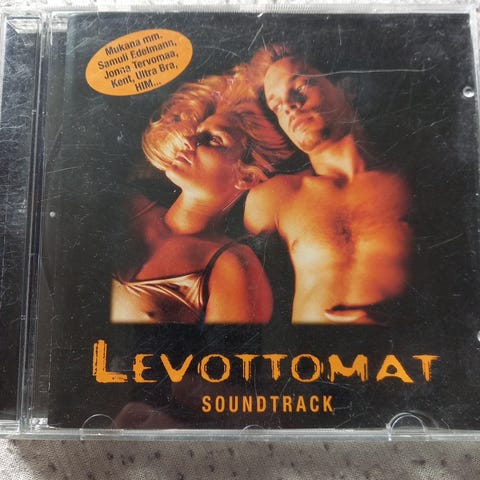 Mukana mm.
Samuli Edelmann,
Jonna Tervomaa,
Kent, Ultra Bra,
HIM...
LEVOTTOMAT
SOUNDTRACK